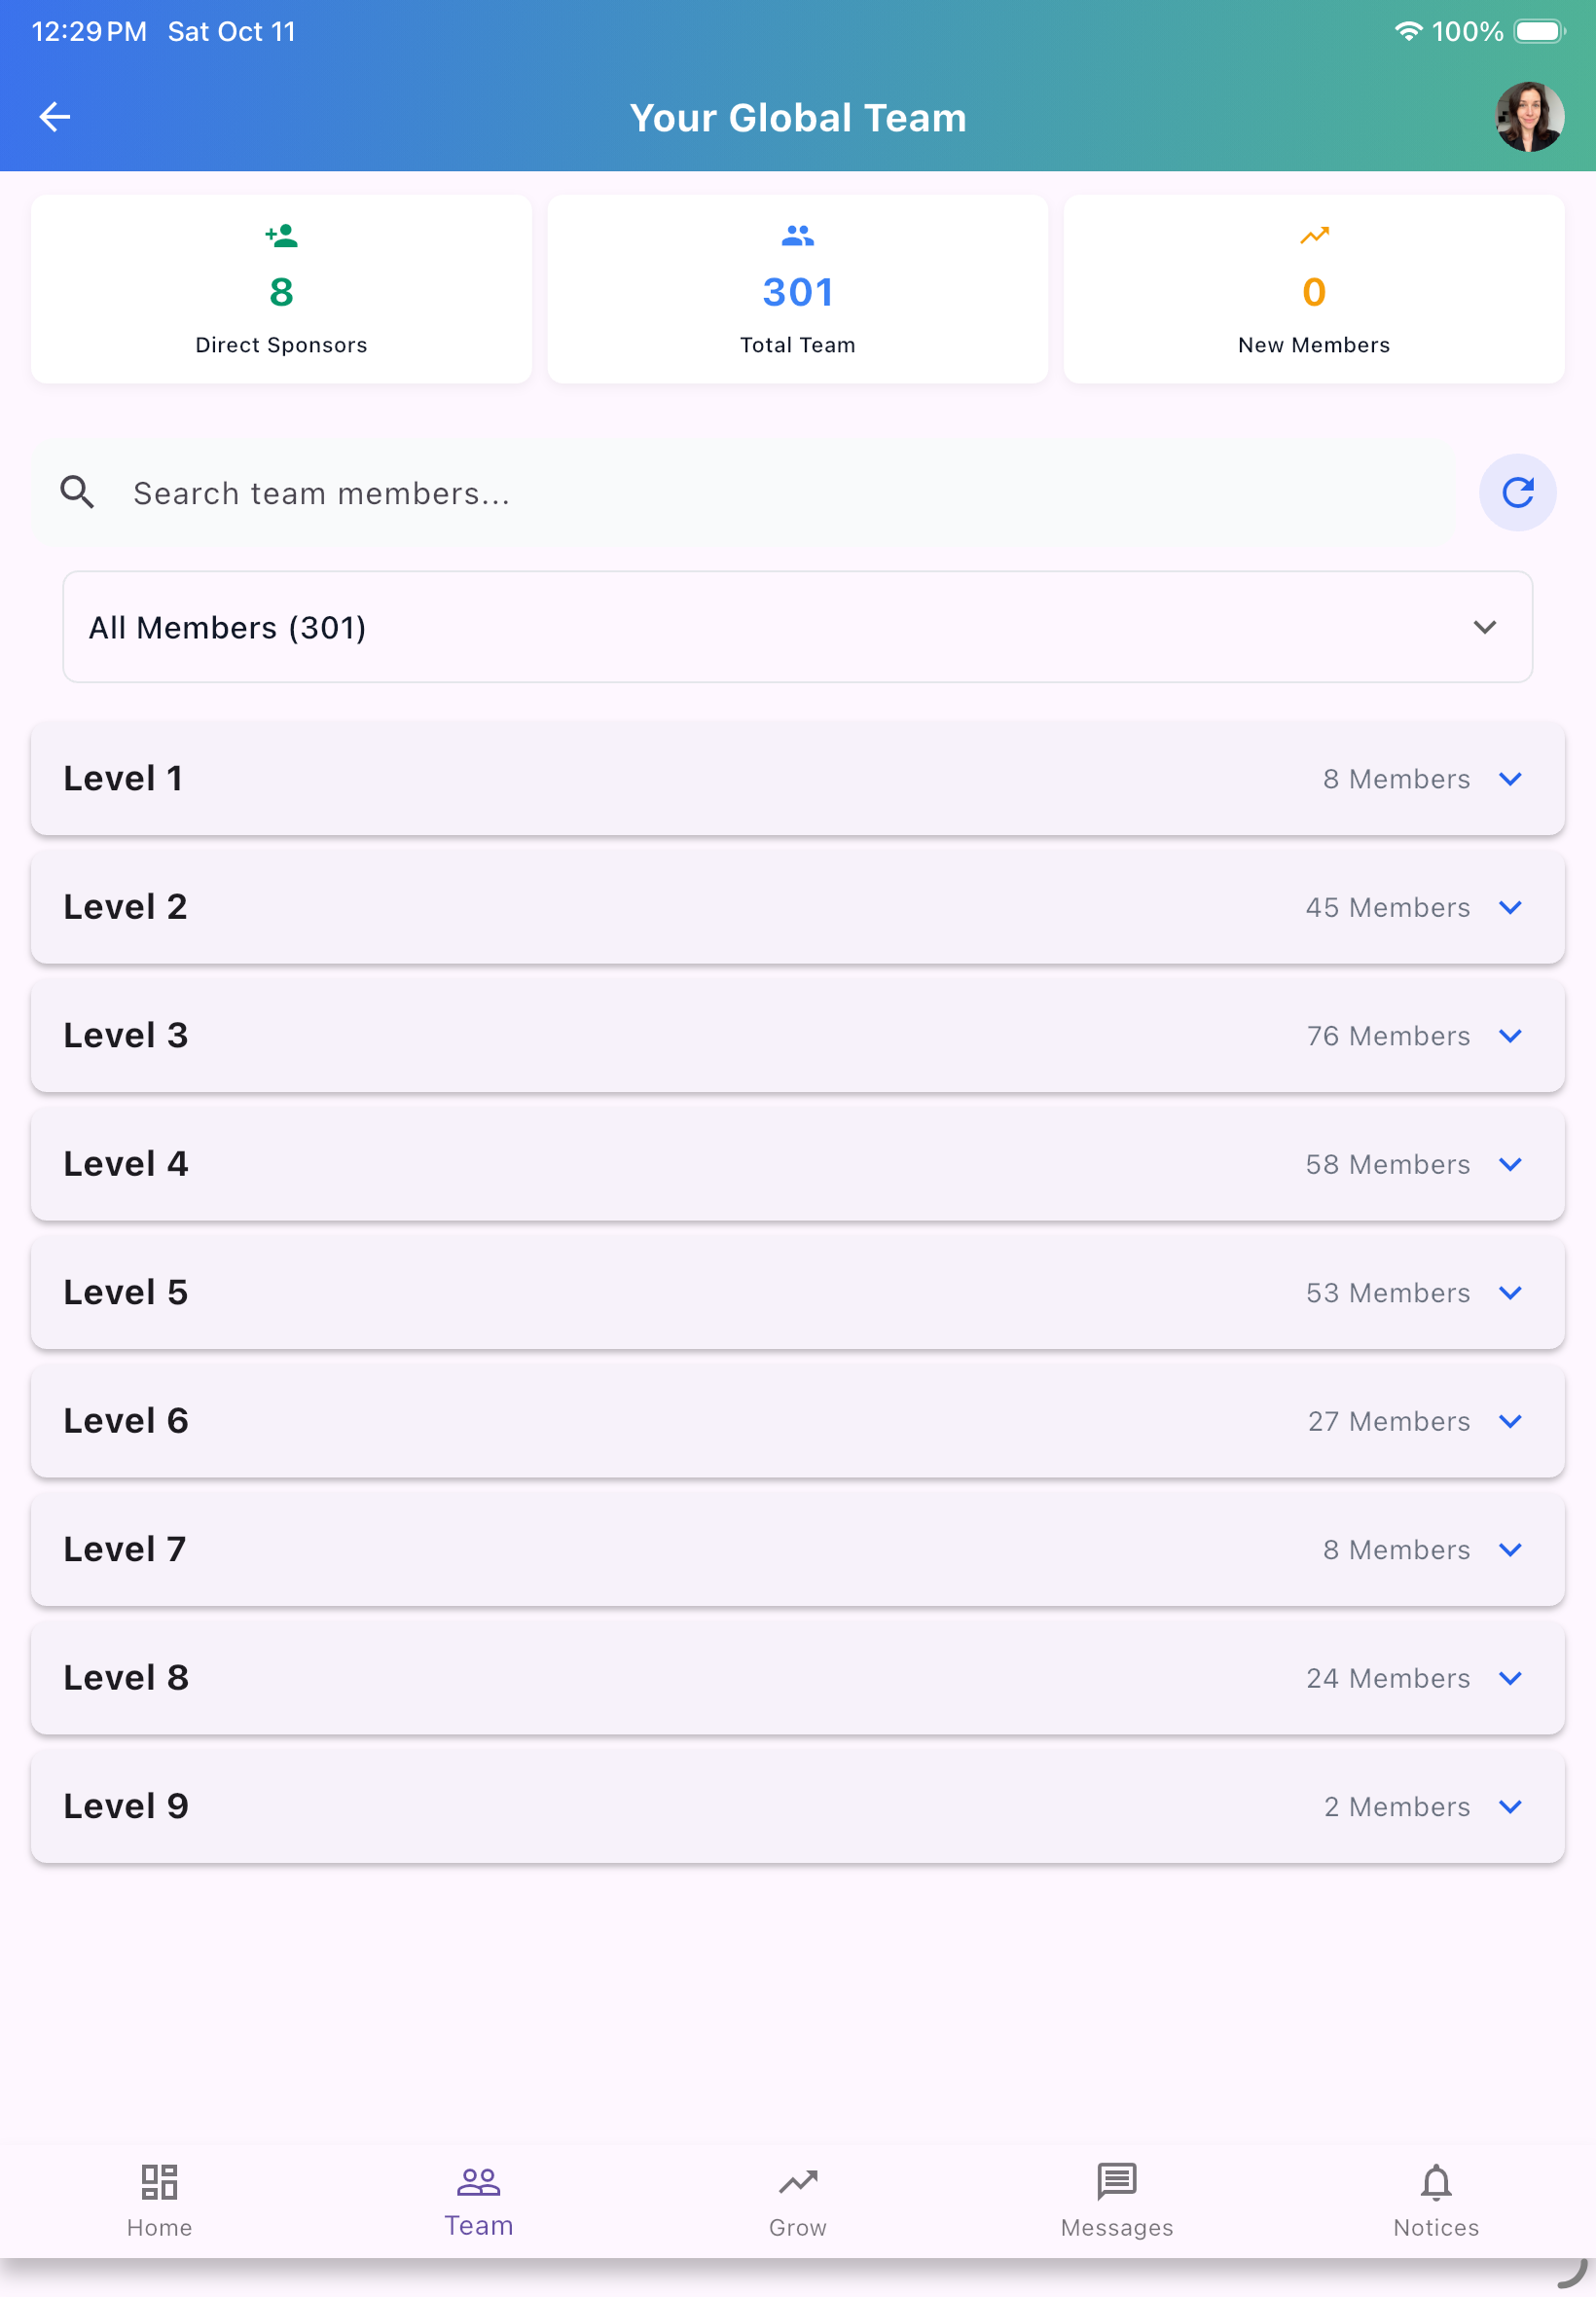 12:29 PM Sat Oct 11 100%
Your Global Team
8 301 0
Direct Sponsors Total Team New Members
Search team members...
All Members (301)
Level 1 8 Members
Level 2 45 Members
Level 3 76 Members
Level 4 58 Members
Level 5 53 Members
Level 6 27 Members
Level 7 8 Members
Level 8 24 Members
Level 9 2 Members
Home Team Grow Messages Notices